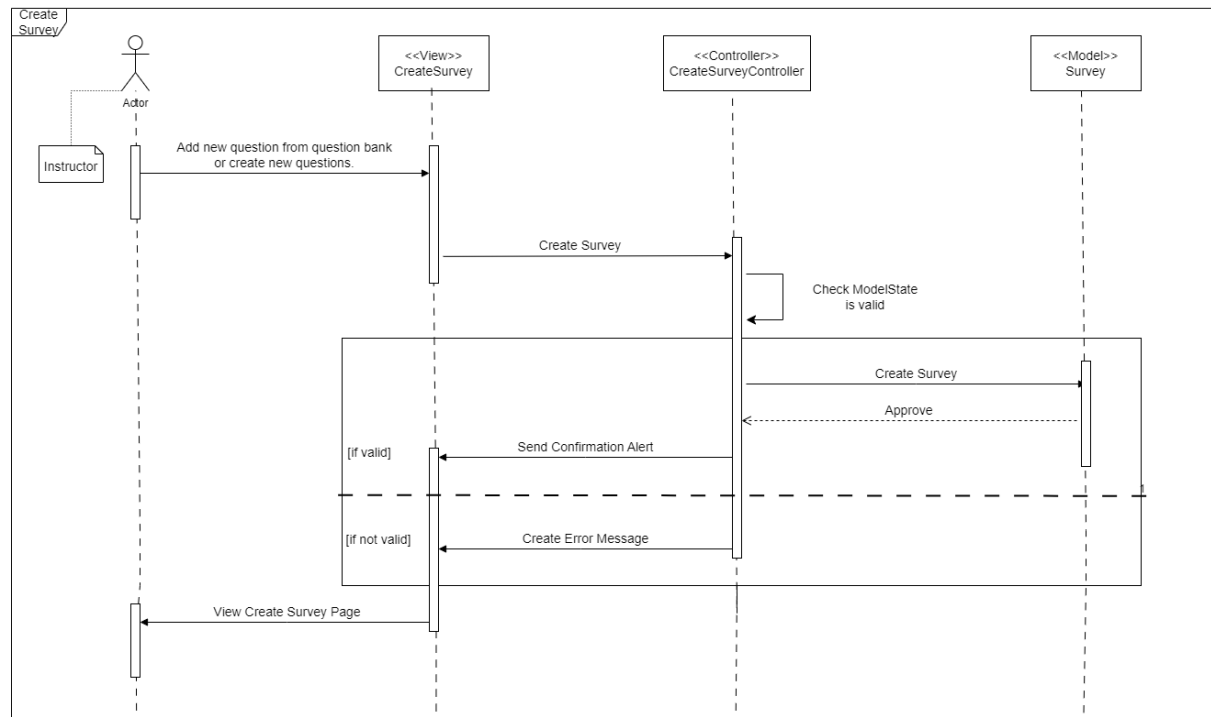 Create
Survey
<<View>>
CreateSurvey
<<Controller>>
CreateSurveyController
<<Model>>
Survey
Actor
Instructor
Add new question from question bank
or create new questions.
Create Survey
Check ModelState
is valid
Create Survey
Approve
[if valid]
Send Confirmation Alert
[if not valid]
Create Error Message
View Create Survey Page